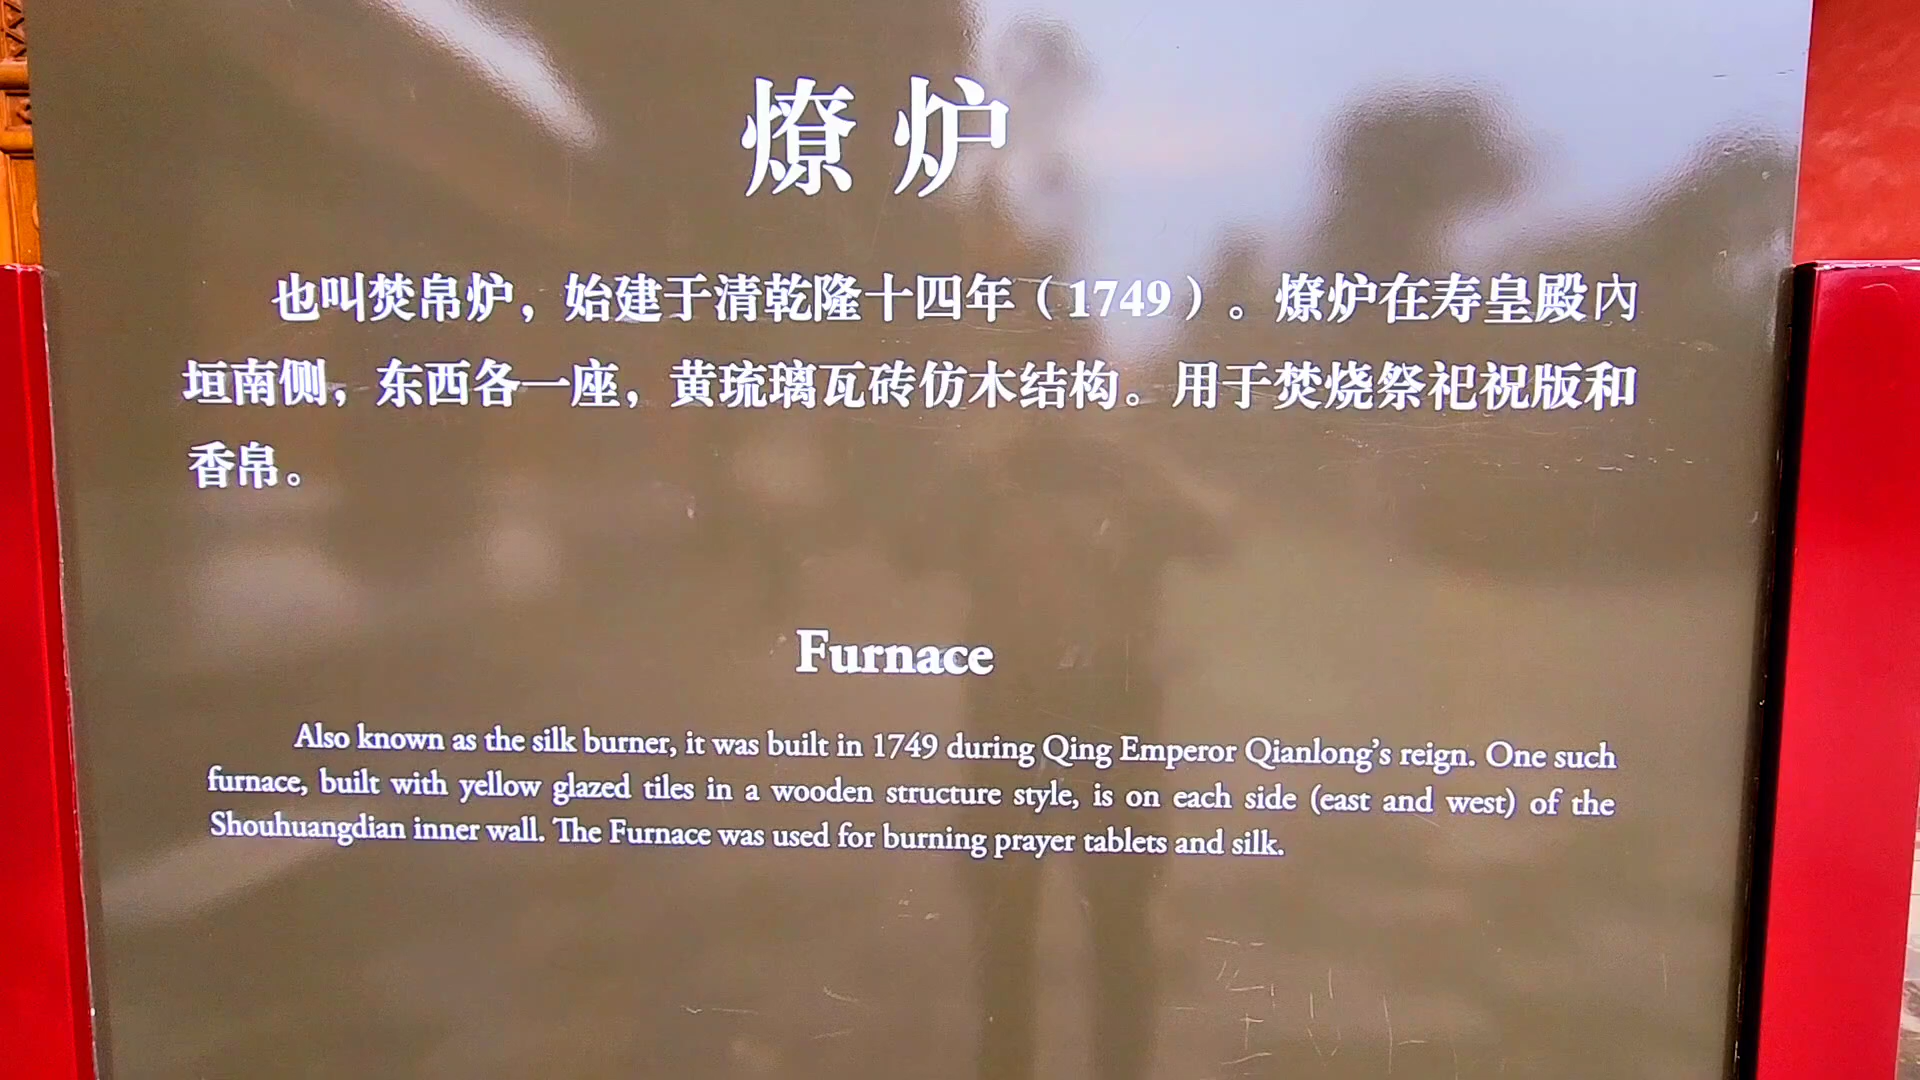 燎炉
也叫焚帛炉，始建于清乾隆十四年（1749）。燎炉在寿皇殿內
垣南侧，东西各一座，黄琉璃瓦砖仿木结构。用于焚烧祭祀祝版和
香帛。
Furnace
Also known as the silk burner, it was built in 1749 during Qing Emperor Qianlong’s reign. One such
furnace, built with yellow glazed tiles in a wooden structure style, is on each side (east and west) of the
Shouhuangdian inner wall. The Furnace was used for burning prayer tablets and silk.